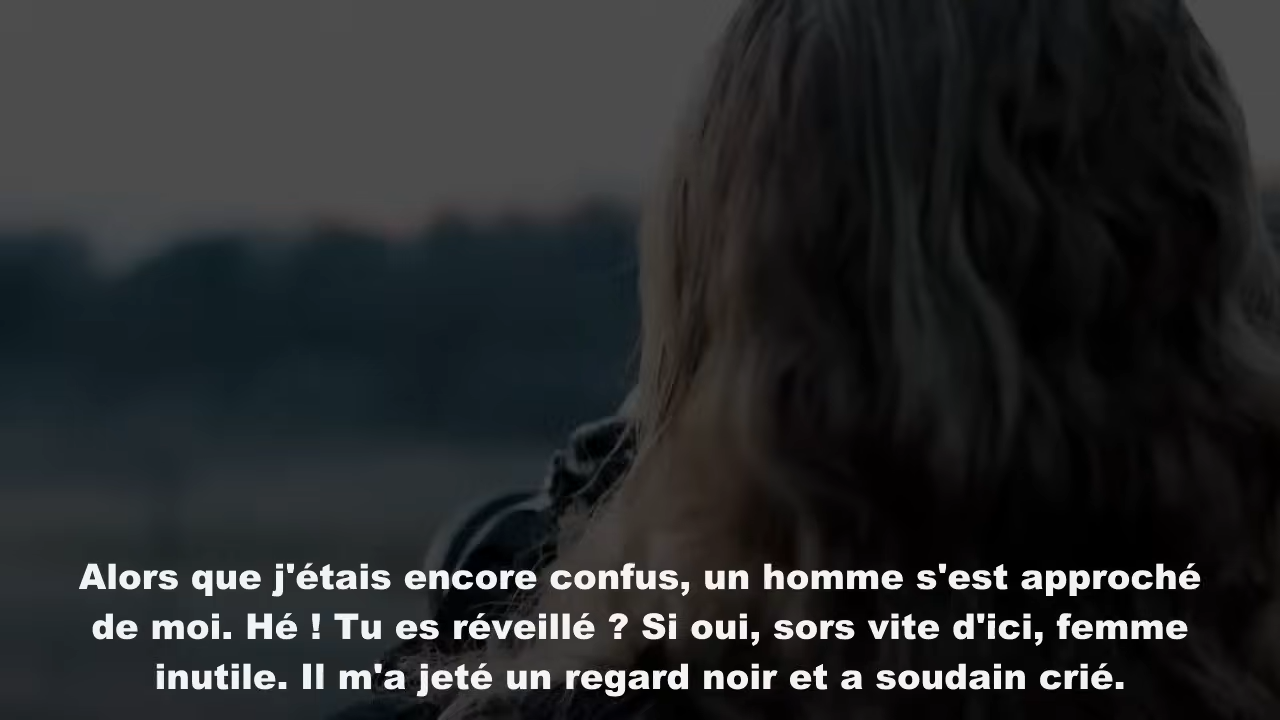 Alors que j'étais encore confus, un homme s'est approché
de moi. Hé ! Tu es réveillé ? Si oui, sors vite d'ici, femme
inutile. Il m'a jeté un regard noir et a soudain crié.